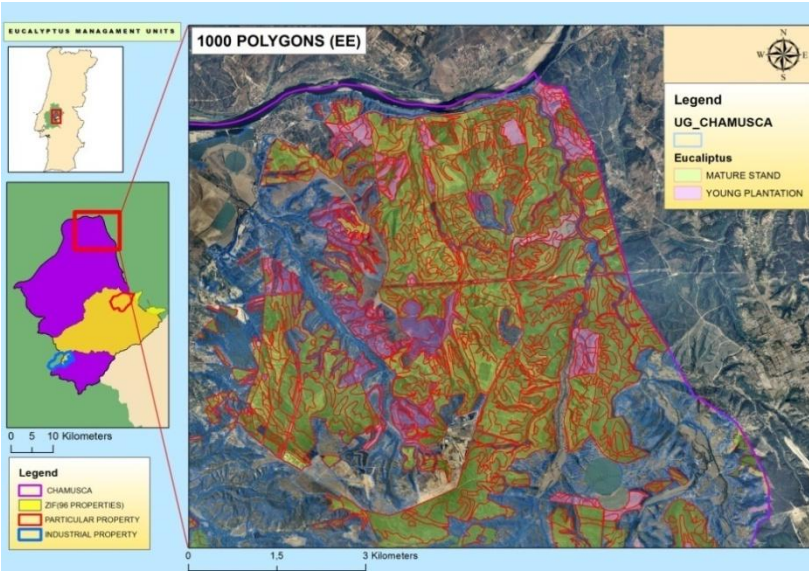 EUCALYPTUS MANAGAMENT UNITS
1000 POLYGONS (EE)
N
W
E
S
Legend
UG_CHAMUSCA
Eucaliptus
MATURE STAND
YOUNG PLANTATION
0 5 10 Kilometers
Legend
CHAMUSCA
ZIF(96 PROPERTIES)
PARTICULAR PROPERTY
INDUSTRIAL PROPERTY
0 1,5 3 Kilometers